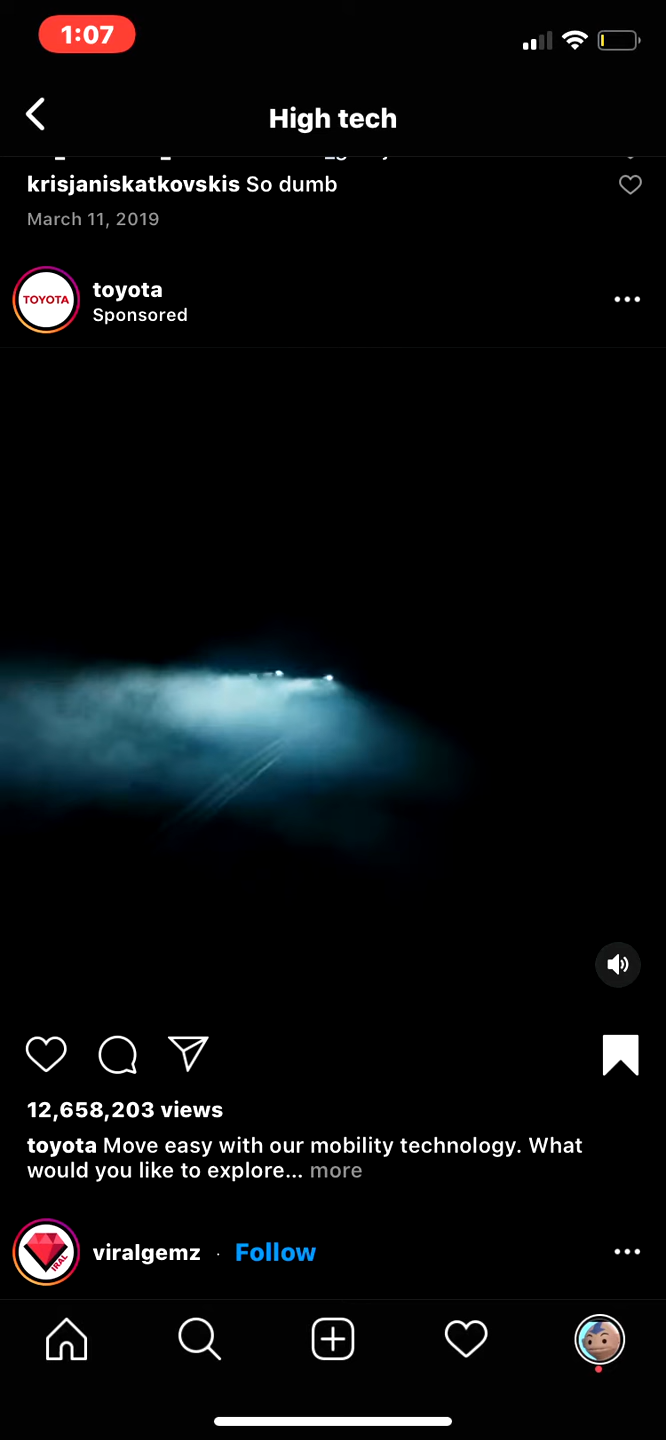 1:07
High tech
krisjaniskatkovskis So dumb
March 11, 2019
TOYOTA
toyota
Sponsored
12,658,203 views
toyota Move easy with our mobility technology. What
would you like to explore... more
IRAL
viralgemz · Follow